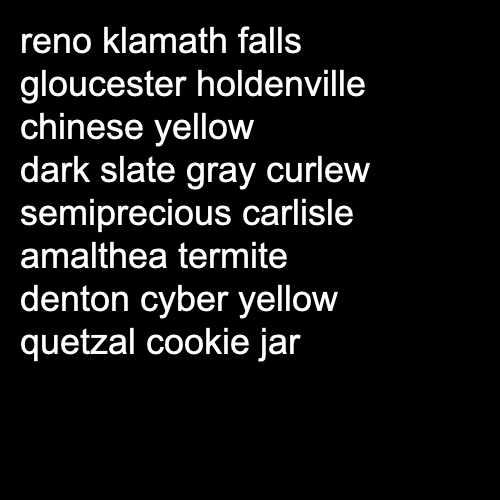 reno klamath falls
gloucester holdenville
chinese yellow
dark slate gray curlew
semiprecious carlisle
amalthea termite
denton cyber yellow
quetzal cookie jar